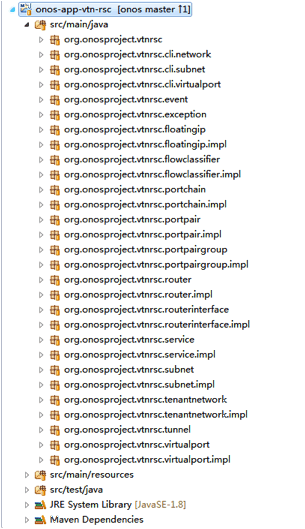 onos-app-vtn-rsc [onos master ↑1]
src/main/java
org.onosproject.vtnrsc
org.onosproject.vtnrsc.cli.network
org.onosproject.vtnrsc.cli.subnet
org.onosproject.vtnrsc.cli.virtualport
org.onosproject.vtnrsc.event
org.onosproject.vtnrsc.exception
org.onosproject.vtnrsc.floatingip
org.onosproject.vtnrsc.floatingip.impl
org.onosproject.vtnrsc.flowclassifier
org.onosproject.vtnrsc.flowclassifier.impl
org.onosproject.vtnrsc.portchain
org.onosproject.vtnrsc.portchain.impl
org.onosproject.vtnrsc.portpair
org.onosproject.vtnrsc.portpair.impl
org.onosproject.vtnrsc.portpairgroup
org.onosproject.vtnrsc.portpairgroup.impl
org.onosproject.vtnrsc.router
org.onosproject.vtnrsc.router.impl
org.onosproject.vtnrsc.routerinterface
org.onosproject.vtnrsc.routerinterface.impl
org.onosproject.vtnrsc.service
org.onosproject.vtnrsc.service.impl
org.onosproject.vtnrsc.subnet
org.onosproject.vtnrsc.subnet.impl
org.onosproject.vtnrsc.tenantnetwork
org.onosproject.vtnrsc.tenantnetwork.impl
org.onosproject.vtnrsc.tunnel
org.onosproject.vtnrsc.virtualport
org.onosproject.vtnrsc.virtualport.impl
src/main/resources
src/test/java
JRE System Library [JavaSE-1.8]
Maven Dependencies